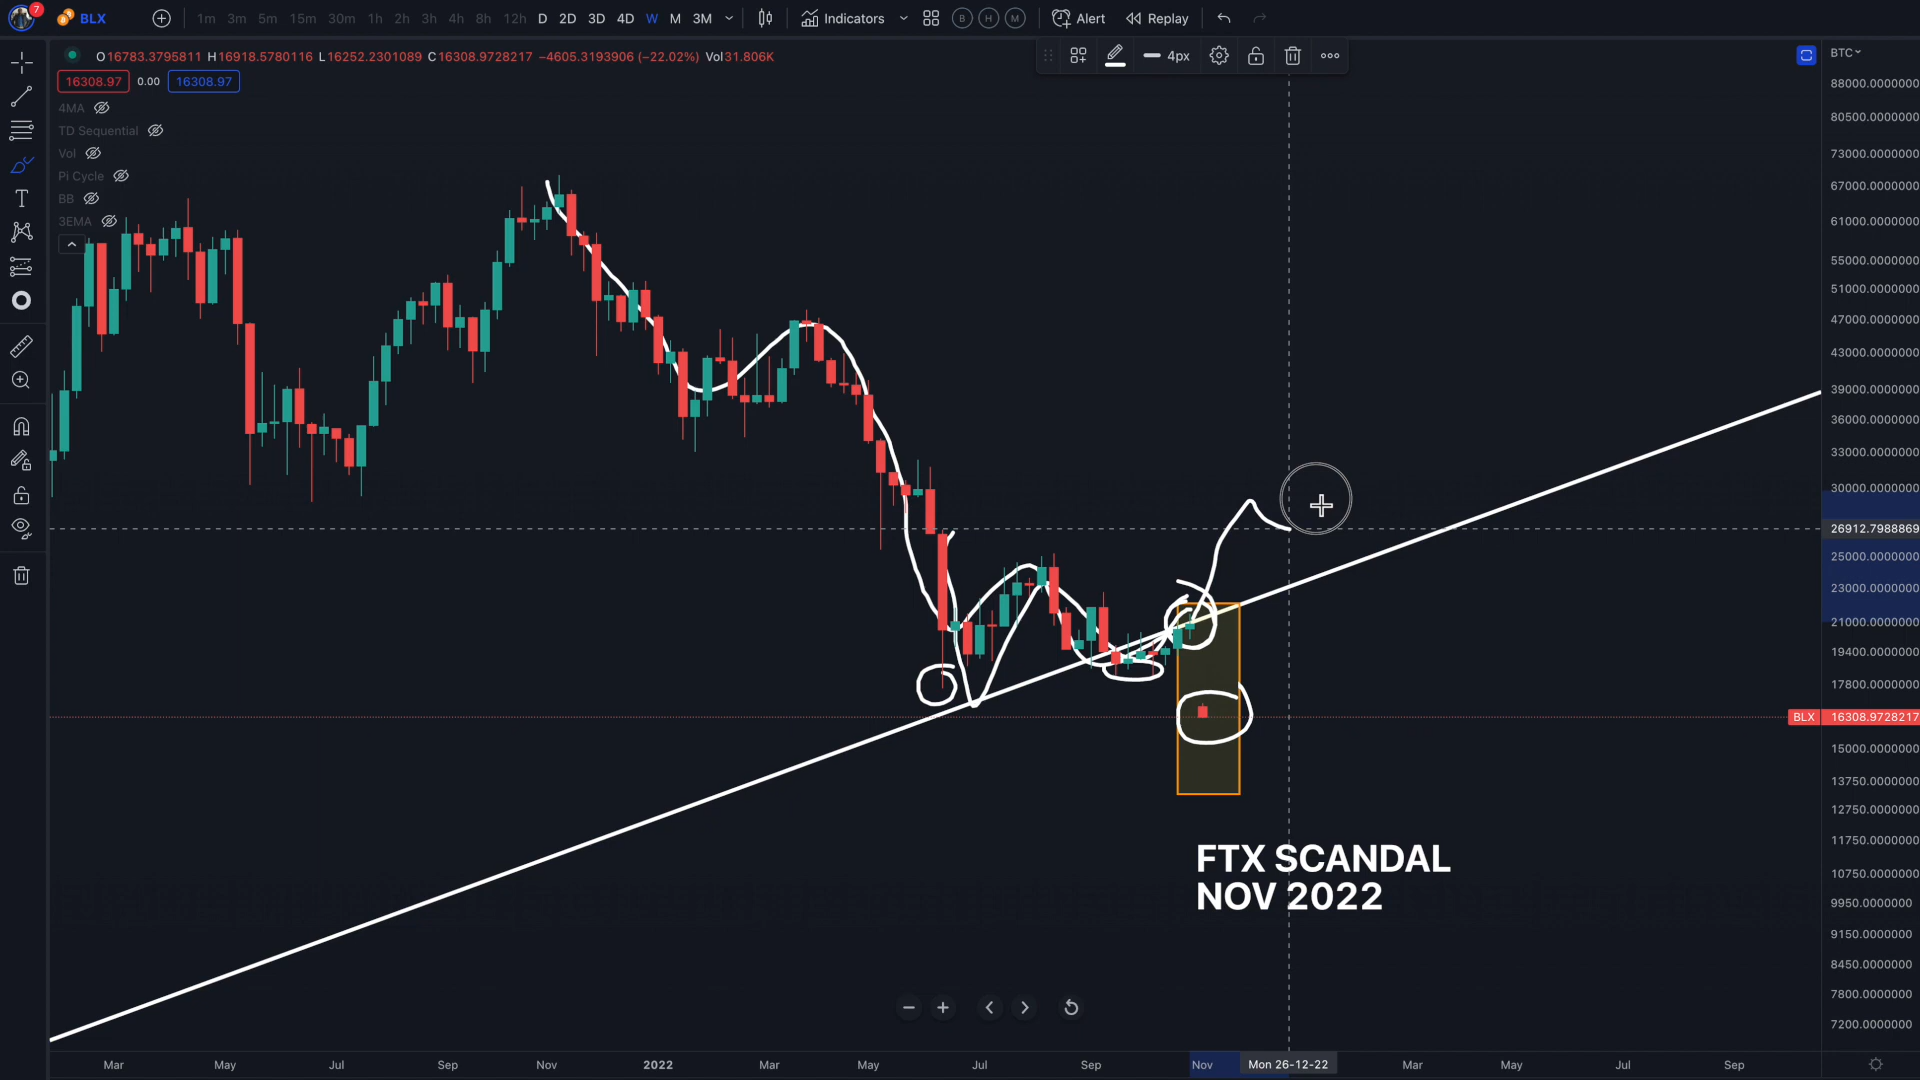 7
BLX
1m 3m 5m 15m 30m 1h 2h 3h 4h 8h 12h D 2D 3D 4D W M 3M
Indicators
B H M
Alert
Replay
O16783.3795811 H16918.5780116 L16252.2301089 C16308.9728217 −4605.3193906 (−22.02%) Vol31.806K
4px
BTC
16308.97 0.00 16308.97
4MA
TD Sequential
Vol
Pi Cycle
BB
3EMA
88000.0000000
80500.0000000
73000.0000000
67000.0000000
61000.0000000
55000.0000000
51000.0000000
47000.0000000
43000.0000000
39000.0000000
36000.0000000
33000.0000000
30000.0000000
26912.7988869
25000.0000000
23000.0000000
21000.0000000
19400.0000000
17800.0000000
BLX 16308.9728217
15000.0000000
13750.0000000
12750.0000000
11750.0000000
10750.0000000
9950.0000000
9150.0000000
8450.0000000
7800.0000000
7200.0000000
FTX SCANDAL
NOV 2022
Mar May Jul Sep Nov 2022 Mar May Jul Sep Nov Mon 26-12-22 Mar May Jul Sep